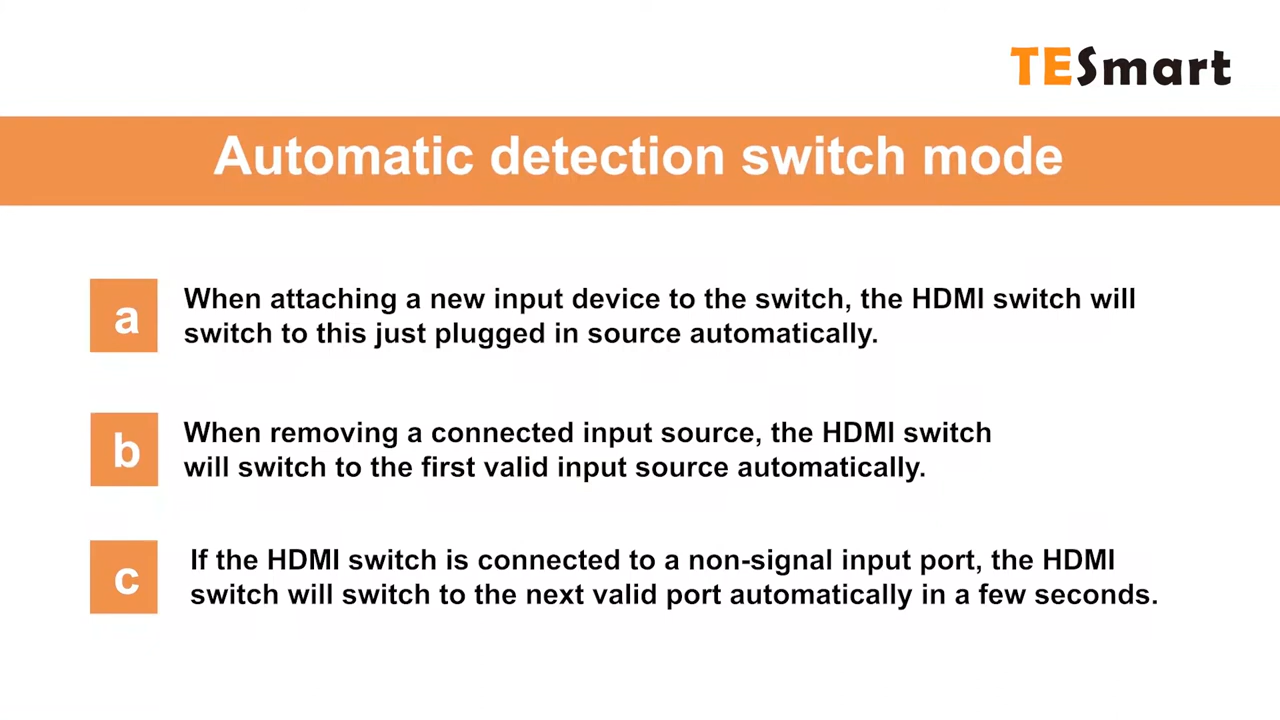 TESmart
Automatic detection switch mode
a
When attaching a new input device to the switch, the HDMI switch will
switch to this just plugged in source automatically.
b
When removing a connected input source, the HDMI switch
will switch to the first valid input source automatically.
c
If the HDMI switch is connected to a non-signal input port, the HDMI
switch will switch to the next valid port automatically in a few seconds.